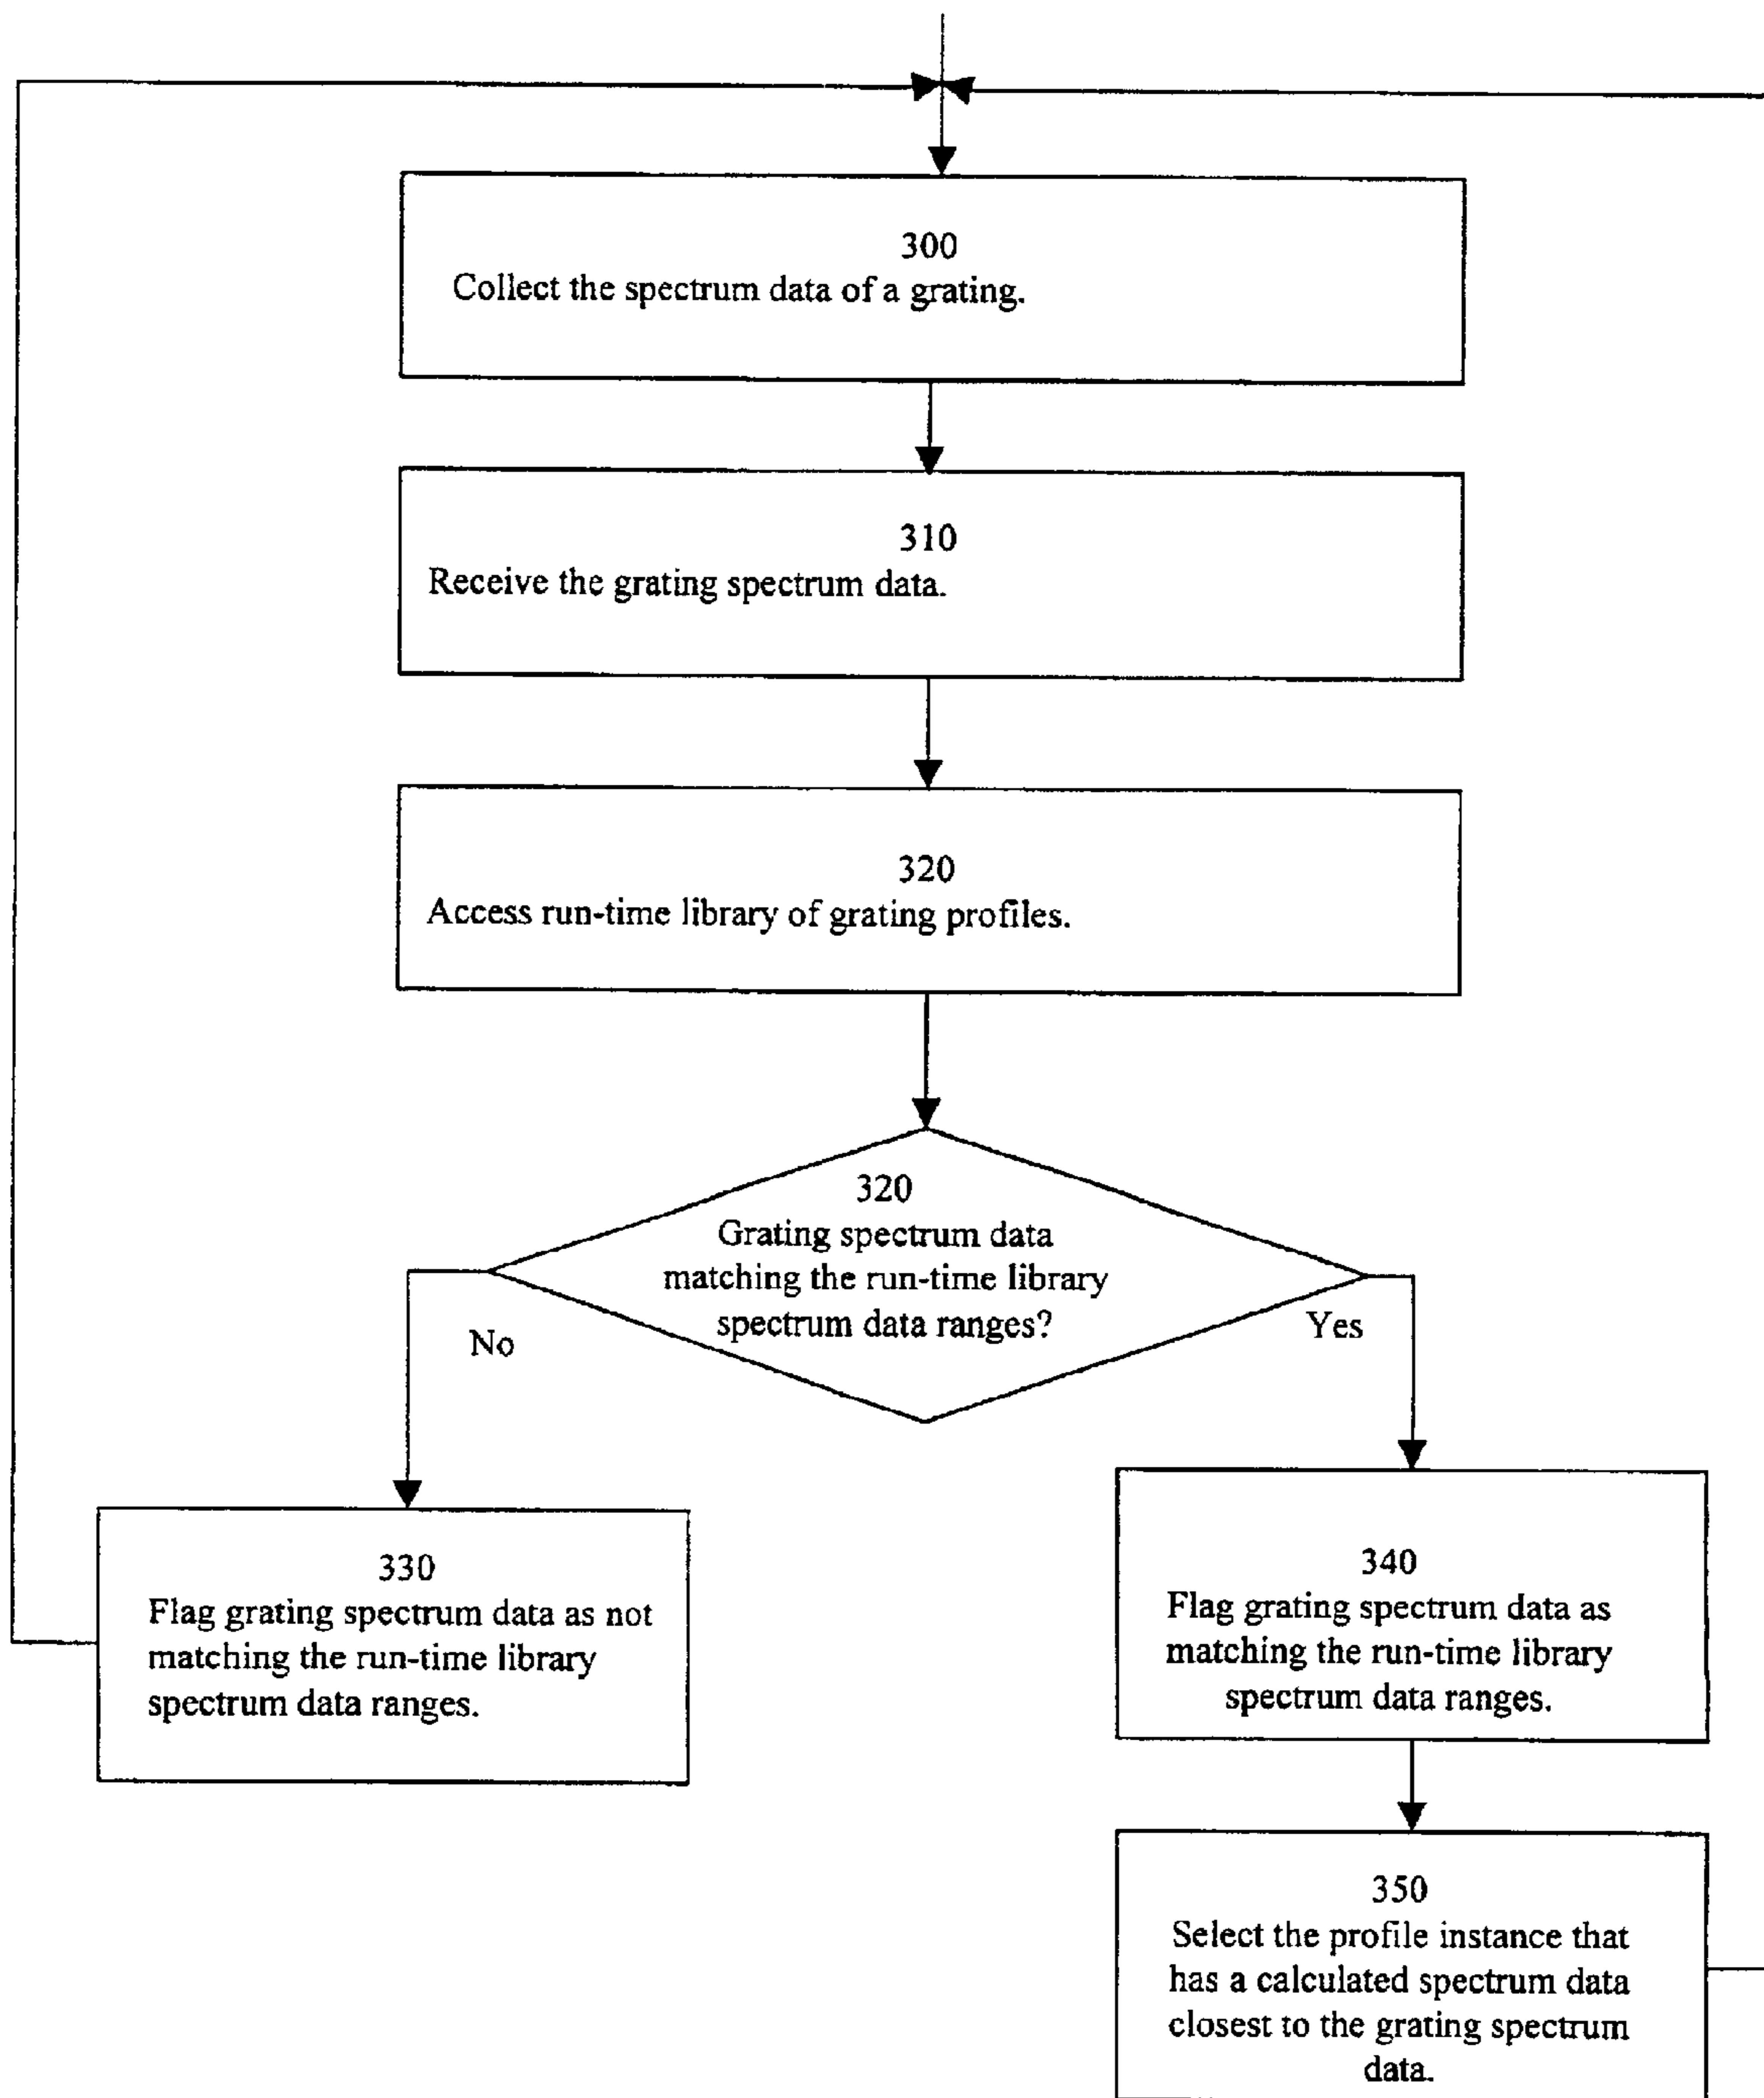 300
Collect the spectrum data of a grating.
310
Receive the grating spectrum data.
320
Access run-time library of grating profiles.
320
Grating spectrum data
matching the run-time library
spectrum data ranges?
No
Yes
330
Flag grating spectrum data as not
matching the run-time library
spectrum data ranges.
340
Flag grating spectrum data as
matching the run-time library
spectrum data ranges.
350
Select the profile instance that
has a calculated spectrum data
closest to the grating spectrum
data.